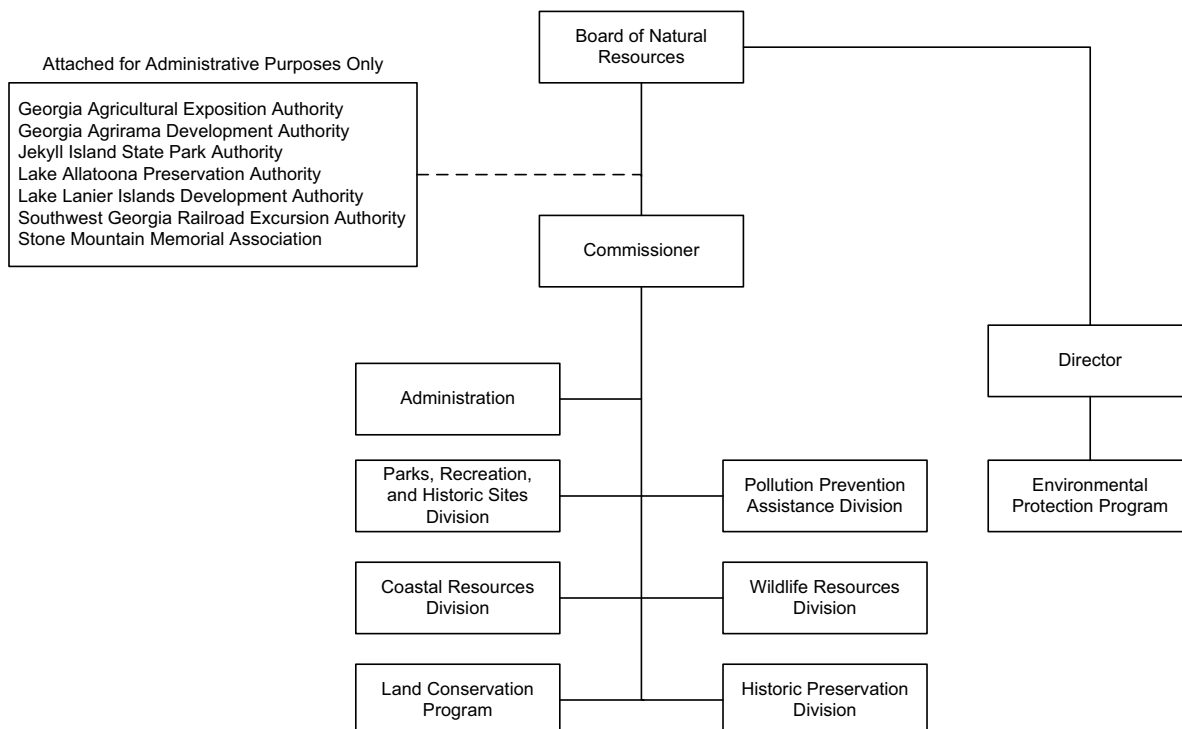 Board of Natural
Resources
Attached for Administrative Purposes Only
Georgia Agricultural Exposition Authority
Georgia Agrirama Development Authority
Jekyll Island State Park Authority
Lake Allatoona Preservation Authority
Lake Lanier Islands Development Authority
Southwest Georgia Railroad Excursion Authority
Stone Mountain Memorial Association
Commissioner
Director
Administration
Parks, Recreation,
and Historic Sites
Division
Pollution Prevention
Assistance Division
Environmental
Protection Program
Coastal Resources
Division
Wildlife Resources
Division
Land Conservation
Program
Historic Preservation
Division